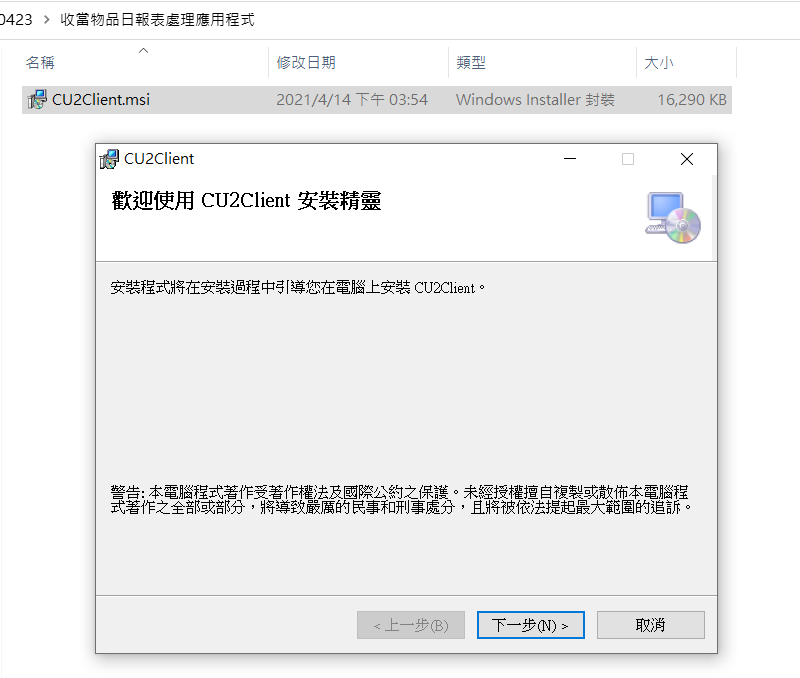 0423 > 收當物品日報表處理應用程式
名稱 修改日期 類型 大小
CU2Client.msi 2021/4/14 下午 03:54 Windows Installer 封裝 16,290 KB
CU2Client
歡迎使用 CU2Client 安裝精靈
安裝程式將在安裝過程中引導您在電腦上安裝 CU2Client。
警告: 本電腦程式著作受著作權法及國際公約之保護。未經授權擅自複製或散佈本電腦程
式著作之全部或部分，將導致嚴厲的民事和刑事處分，且將被依法提起最大範圍的追訴。
< 上一步(B) 下一步(N) > 取消